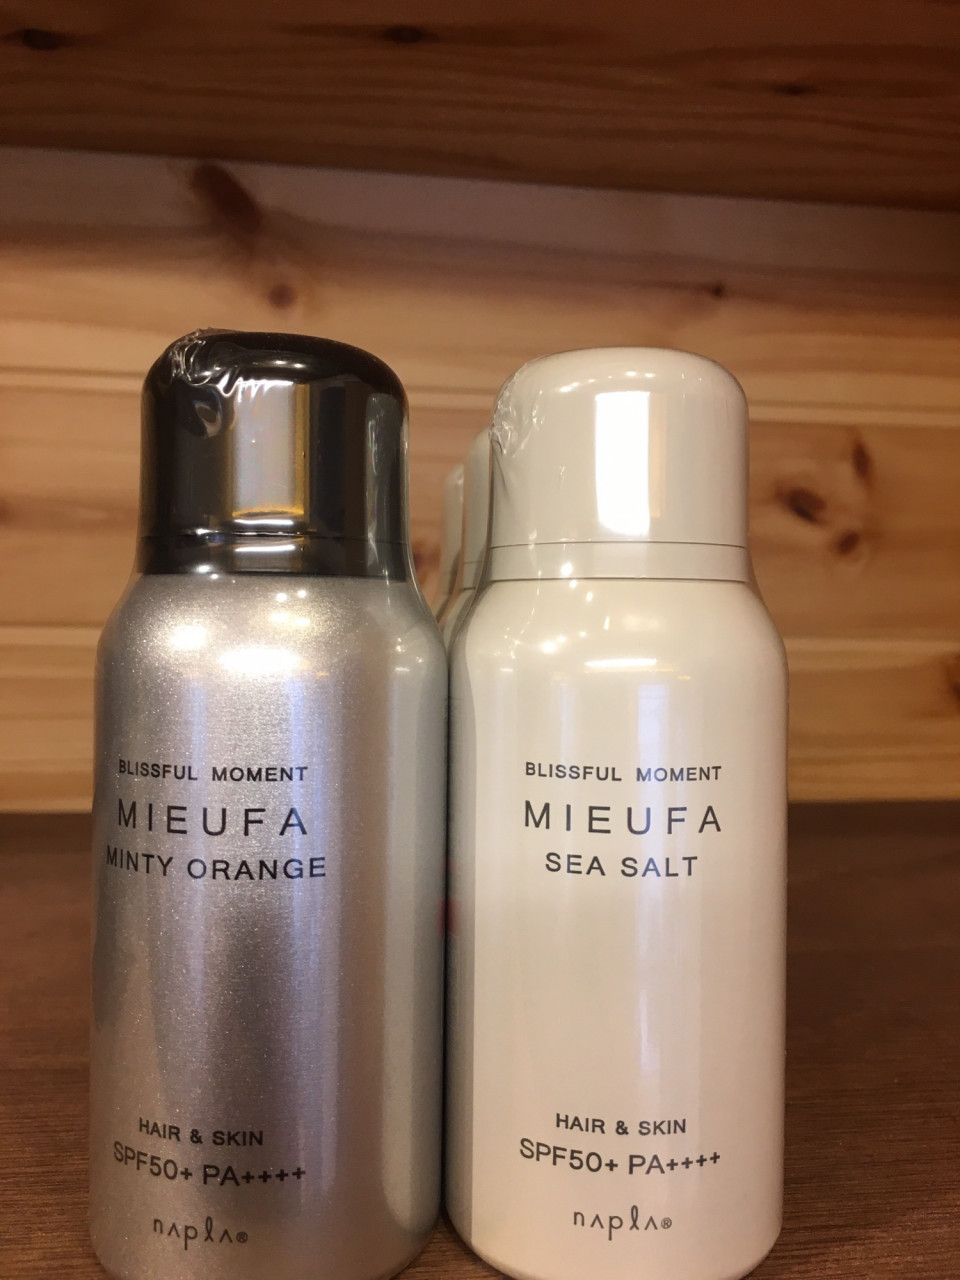 BLISSFUL MOMENT
MIEUFA
MINTY ORANGE
HAIR & SKIN
SPF50+ PA++++
napla®
BLISSFUL MOMENT
MIEUFA
SEA SALT
HAIR & SKIN
SPF50+ PA++++
napla®